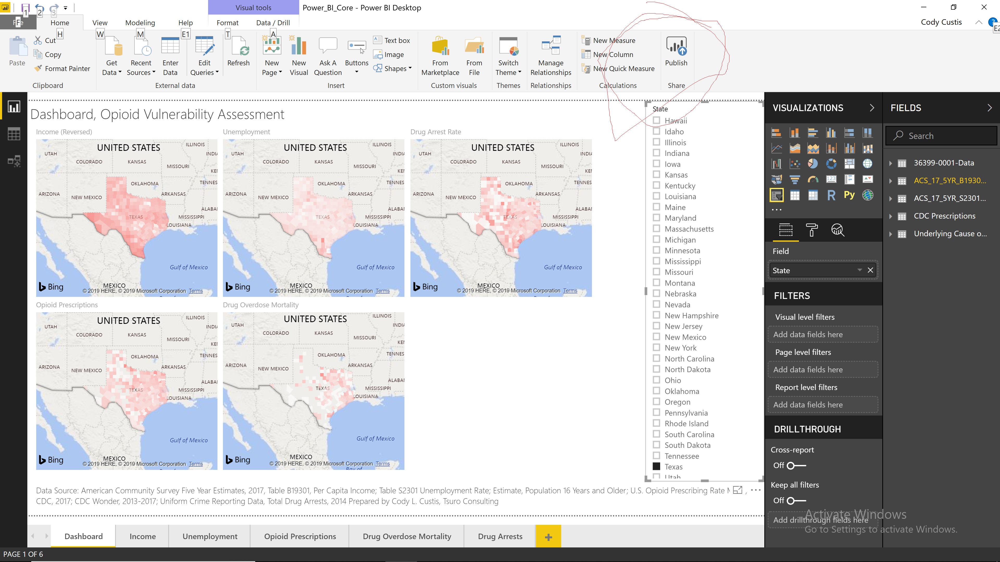 1 2 3
Visual tools
Power_BI_Core - Power BI Desktop
F
Home View Modeling Help Format Data / Drill
Cody Custis
?
H W M E1 T A E2
Paste
Cut
Copy
Format Painter
Clipboard
Get Data
Recent Sources
Enter Data
Edit Queries
Refresh
External data
New Page
New Visual
Ask A Question
Buttons
Text box
Image
Shapes
Insert
From Marketplace
From File
Custom visuals
Switch Theme
Themes
Manage Relationships
Relationships
New Measure
New Column
New Quick Measure
Calculations
Publish
Share
Dashboard, Opioid Vulnerability Assessment
Income (Reversed)
UNITED STATES
ILLINOIS
UTAH
INDIA
COLORADO
KANSAS
MISSOURI
KEN
OKLAHOMA
TENNES
ARIZONA
NEW MEXICO
ARKANSAS
ALABA
TEXAS
MISSISSIPPI
LOUISIANA
Gulf of Mexico
MEXICO
Bing
© 2019 HERE, © 2019 Microsoft Corporation Terms
Unemployment
UNITED STATES
ILLINOIS
UTAH
INDIA
COLORADO
KANSAS
MISSOURI
KEN
OKLAHOMA
TENNES
ARIZONA
NEW MEXICO
ARKANSAS
ALABA
TEXAS
MISSISSIPPI
LOUISIANA
Gulf of Mexico
MEXICO
Bing
© 2019 HERE, © 2019 Microsoft Corporation Terms
Drug Arrest Rate
UNITED STATES
ILLINOIS
UTAH
INDIA
COLORADO
KANSAS
MISSOURI
KEN
OKLAHOMA
TENNES
ARIZONA
NEW MEXICO
ARKANSAS
ALABA
TEXAS
MISSISSIPPI
LOUISIANA
Gulf of Mexico
MEXICO
Bing
© 2019 HERE, © 2019 Microsoft Corporation Terms
Opioid Prescriptions
UNITED STATES
ILLINOIS
UTAH
INDIA
COLORADO
KANSAS
MISSOURI
KEN
OKLAHOMA
TENNES
ARIZONA
NEW MEXICO
ARKANSAS
ALABA
TEXAS
MISSISSIPPI
LOUISIANA
Gulf of Mexico
MEXICO
Bing
© 2019 HERE, © 2019 Microsoft Corporation Terms
Drug Overdose Mortality
UNITED STATES
ILLINOIS
UTAH
INDIA
COLORADO
KANSAS
MISSOURI
KEN
OKLAHOMA
TENNES
ARIZONA
NEW MEXICO
ARKANSAS
ALABA
TEXAS
MISSISSIPPI
LOUISIANA
Gulf of Mexico
MEXICO
Bing
© 2019 HERE, © 2019 Microsoft Corporation Terms
Bay of
State
Hawaii
Idaho
Illinois
Indiana
Iowa
Kansas
Kentucky
Louisiana
Maine
Maryland
Massachusetts
Michigan
Minnesota
Mississippi
Missouri
Montana
Nebraska
Nevada
New Hampshire
New Jersey
New Mexico
New York
North Carolina
North Dakota
Ohio
Oklahoma
Oregon
Pennsylvania
Rhode Island
South Carolina
South Dakota
Tennessee
Texas
Utah
Data Source: American Community Survey Five Year Estimates, 2017, Table B19301, Per Capita Income; Table S2301 Unemployment Rate; Estimate, Population 16 Years and Older; U.S. Opioid Prescribing Rate
CDC, 2017; CDC Wonder, 2013-2017; Uniform Crime Reporting Data, Total Drug Arrests, 2014 Prepared by Cody L. Custis, Tsuro Consulting
VISUALIZATIONS
123
R Py
Field
State
FILTERS
Visual level filters
Add data fields here
Page level filters
Add data fields here
Report level filters
Add data fields here
DRILLTHROUGH
Cross-report
Off
Keep all filters
Off
Add drillthrough fields here
FIELDS
Search
36399-0001-Data
ACS_17_5YR_B1930...
ACS_17_5YR_S2301...
CDC Prescriptions
Underlying Cause o...
Activate Windows
Go to Settings to activate Windows.
Dashboard Income Unemployment Opioid Prescriptions Drug Overdose Mortality Drug Arrests +
PAGE 1 OF 6